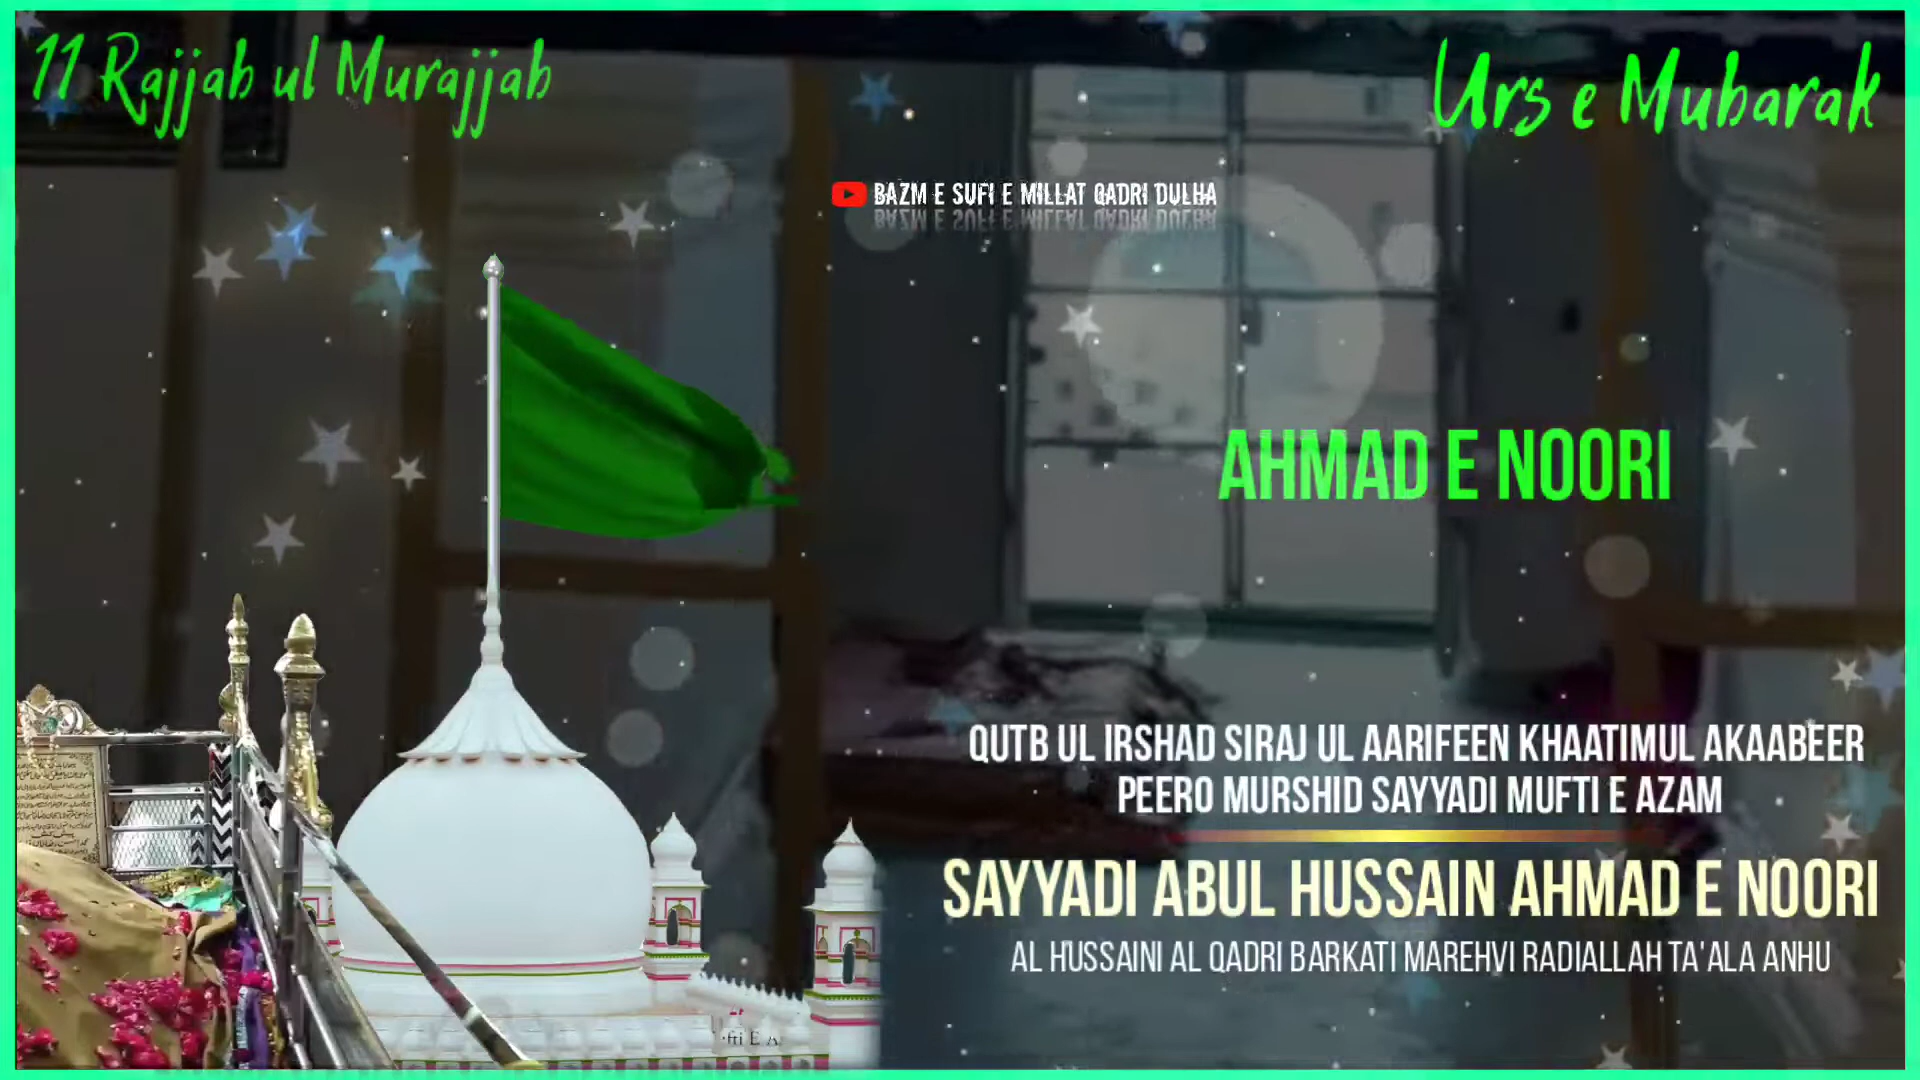 11 Rajjab ul Murajjab
Urs e Mubarak
BAZM E SUFI E MILLAT QADRI DULHA
AHMAD E NOORI
QUTB UL IRSHAD SIRAJ UL AARIFEEN KHAATIMUL AKAABEER
PEERO MURSHID SAYYADI MUFTI E AZAM
SAYYADI ABUL HUSSAIN AHMAD E NOORI
AL HUSSAINI AL QADRI BARKATI MAREHVI RADIALLAH TA'ALA ANHU